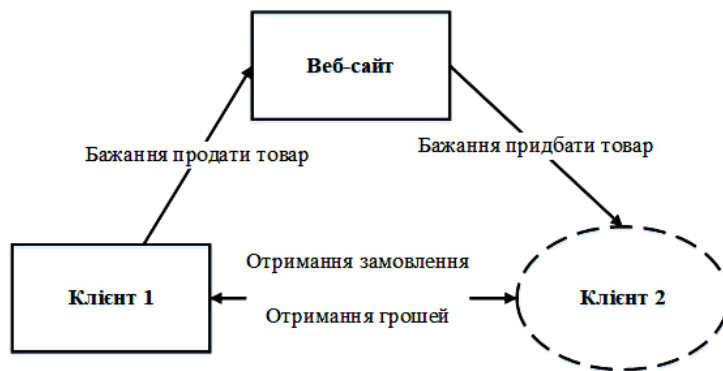 Веб-сайт
Бажання продати товар
Бажання придбати товар
Отримання замовлення
Клієнт 1
Клієнт 2
Отримання грошей